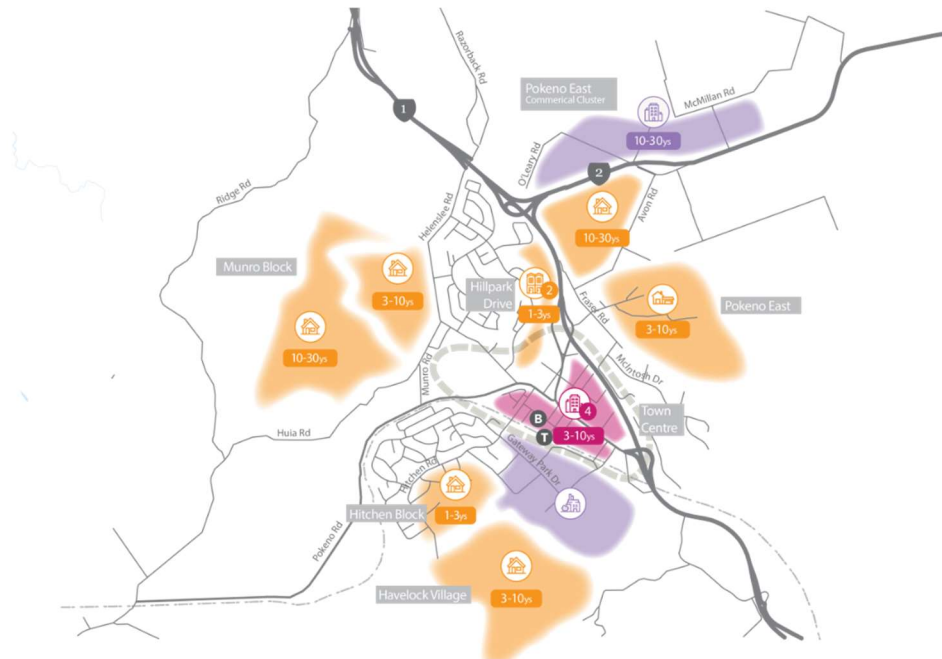 Razorback Rd
1
Pokeno East
Commerical Cluster
McMillan Rd
10-30ys
O'Leary Rd
2
Ridge Rd
Helenslee Rd
Avon Rd
10-30ys
Munro Block
3-10ys
Hillpark
Drive
2
1-3ys
Fraser Rd
Pokeno East
3-10ys
10-30ys
Munro Rd
McIntosh Dr
Town
Centre
4
B
T
3-10ys
Huia Rd
Gateway Park Dr
Hitchen Rd
Hitchen Block
1-3ys
Pokeno Rd
Havelock Village
3-10ys